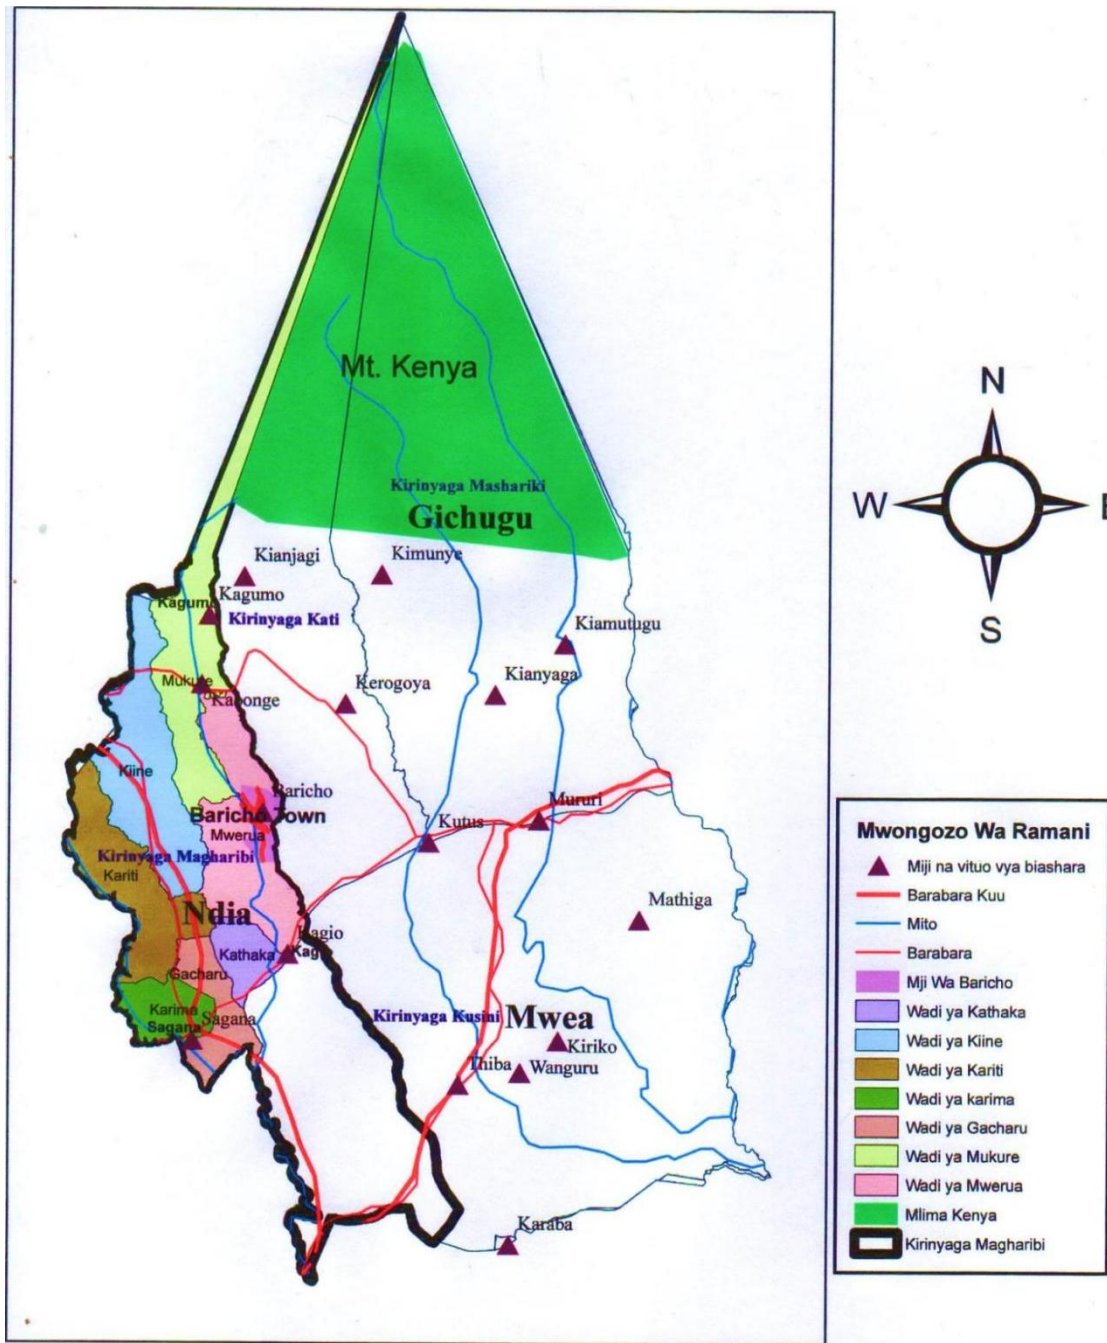 Mt. Kenya
Kirinyaga Mashariki
Gichugu
Kianjagi
Kimunye
Kagumo
Kagumo
Kirinyaga Kati
Kiamutugu
Kianyaga
Mukure
Kabonge
Kerogoya
Kiine
Baricho
Baricho Town
Mwerua
Kutus
Mururi
Kirinyaga Magharibi
Kariti
Ndia
Mathiga
Kagio
Kathaka
Gacharu
Karima
Sagana
Sagana
Kirinyaga Kusini
Mwea
Kiriko
Thiba
Wanguru
Karaba
N
W
E
S
Mwongozo Wa Ramani
Miji na vituo vya biashara
Barabara Kuu
Mito
Barabara
Mji Wa Baricho
Wadi ya Kathaka
Wadi ya Kiine
Wadi ya Kariti
Wadi ya karima
Wadi ya Gacharu
Wadi ya Mukure
Wadi ya Mwerua
Mlima Kenya
Kirinyaga Magharibi